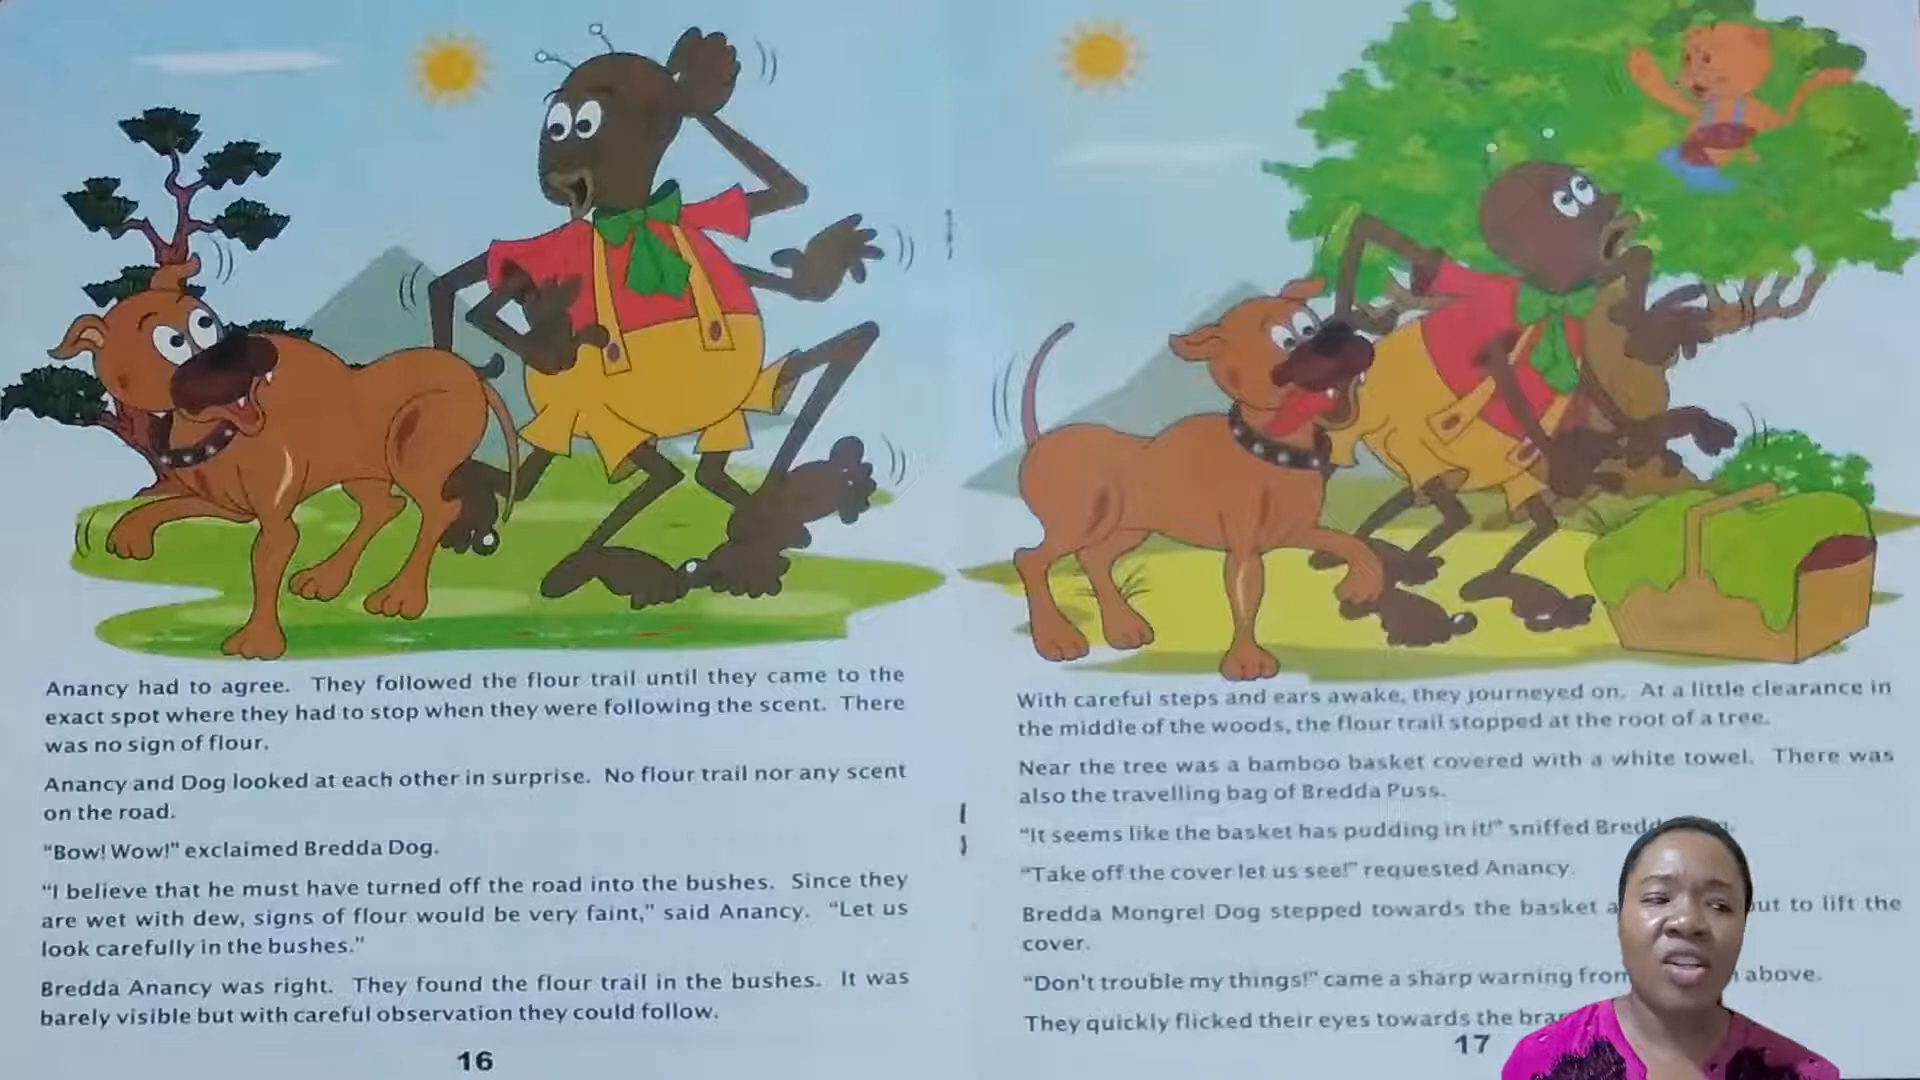 Anancy had to agree. They followed the flour trail until they came to the
exact spot where they had to stop when they were following the scent. There
was no sign of flour.
Anancy and Dog looked at each other in surprise. No flour trail nor any scent
on the road.
“Bow! Wow!” exclaimed Bredda Dog.
“I believe that he must have turned off the road into the bushes. Since they
are wet with dew, signs of flour would be very faint,” said Anancy. “Let us
look carefully in the bushes.”
Bredda Anancy was right. They found the flour trail in the bushes. It was
barely visible but with careful observation they could follow.
16
With careful steps and ears awake, they journeyed on. At a little clearance in
the middle of the woods, the flour trail stopped at the root of a tree.
Near the tree was a bamboo basket covered with a white towel. There was
also the travelling bag of Bredda Puss.
“It seems like the basket has pudding in it!” sniffed
“Take off the cover let us see!” requested Anancy.
Bredda Mongrel Dog stepped towards the basket to lift the
cover.
“Don't trouble my things!” came a sharp warning from above.
They quickly flicked their eyes towards the
17